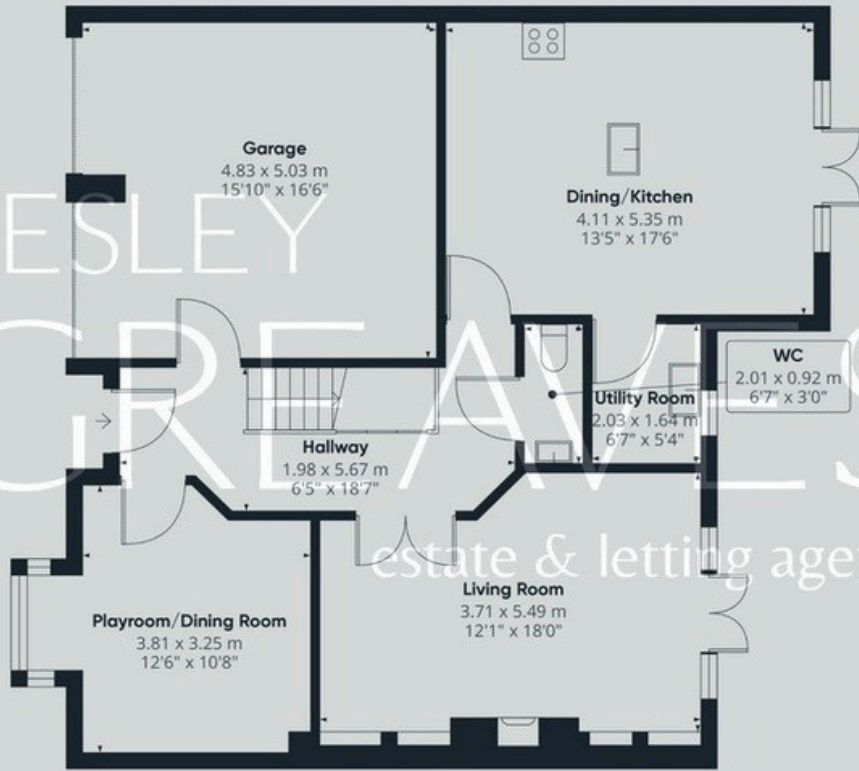 Garage
4.83 x 5.03 m
15'10" x 16'6"
Dining/Kitchen
4.11 x 5.35 m
13'5" x 17'6"
ESLEY
GREAVES
estate & letting age
WC
2.01 x 0.92 m
6'7" x 3'0"
Utility Room
2.03 x 1.64 m
6'7" x 5'4"
Hallway
1.98 x 5.67 m
6'5" x 18'7"
Living Room
3.71 x 5.49 m
12'1" x 18'0"
Playroom/Dining Room
3.81 x 3.25 m
12'6" x 10'8"